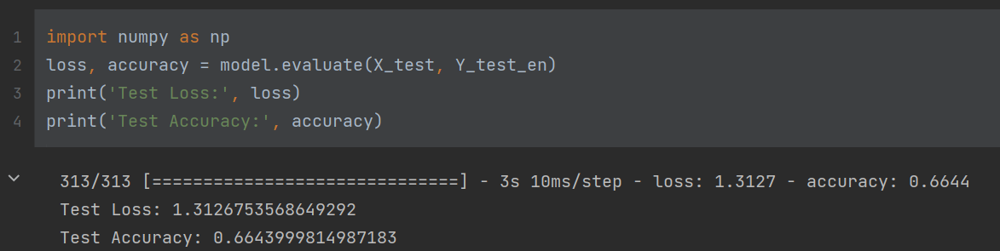 1 import numpy as np
2 loss, accuracy = model.evaluate(X_test, Y_test_en)
3 print('Test Loss:', loss)
4 print('Test Accuracy:', accuracy)
313/313 [==============================] - 3s 10ms/step - loss: 1.3127 - accuracy: 0.6644
Test Loss: 1.3126753568649292
Test Accuracy: 0.6643999814987183